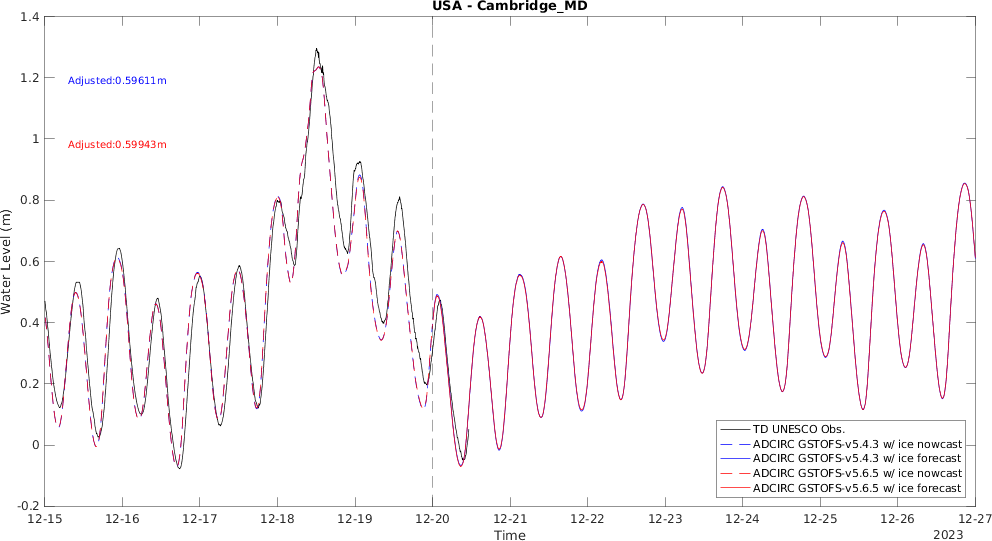 USA - Cambridge_MD
1.4
1.2
1
0.8
0.6
0.4
0.2
0
-0.2
Water Level (m)
Adjusted:0.59611m
Adjusted:0.59943m
TD UNESCO Obs.
ADCIRC GSTOFS-v5.4.3 w/ ice nowcast
ADCIRC GSTOFS-v5.4.3 w/ ice forecast
ADCIRC GSTOFS-v5.6.5 w/ ice nowcast
ADCIRC GSTOFS-v5.6.5 w/ ice forecast
12-15 12-16 12-17 12-18 12-19 12-20 12-21 12-22 12-23 12-24 12-25 12-26 12-27
Time
2023